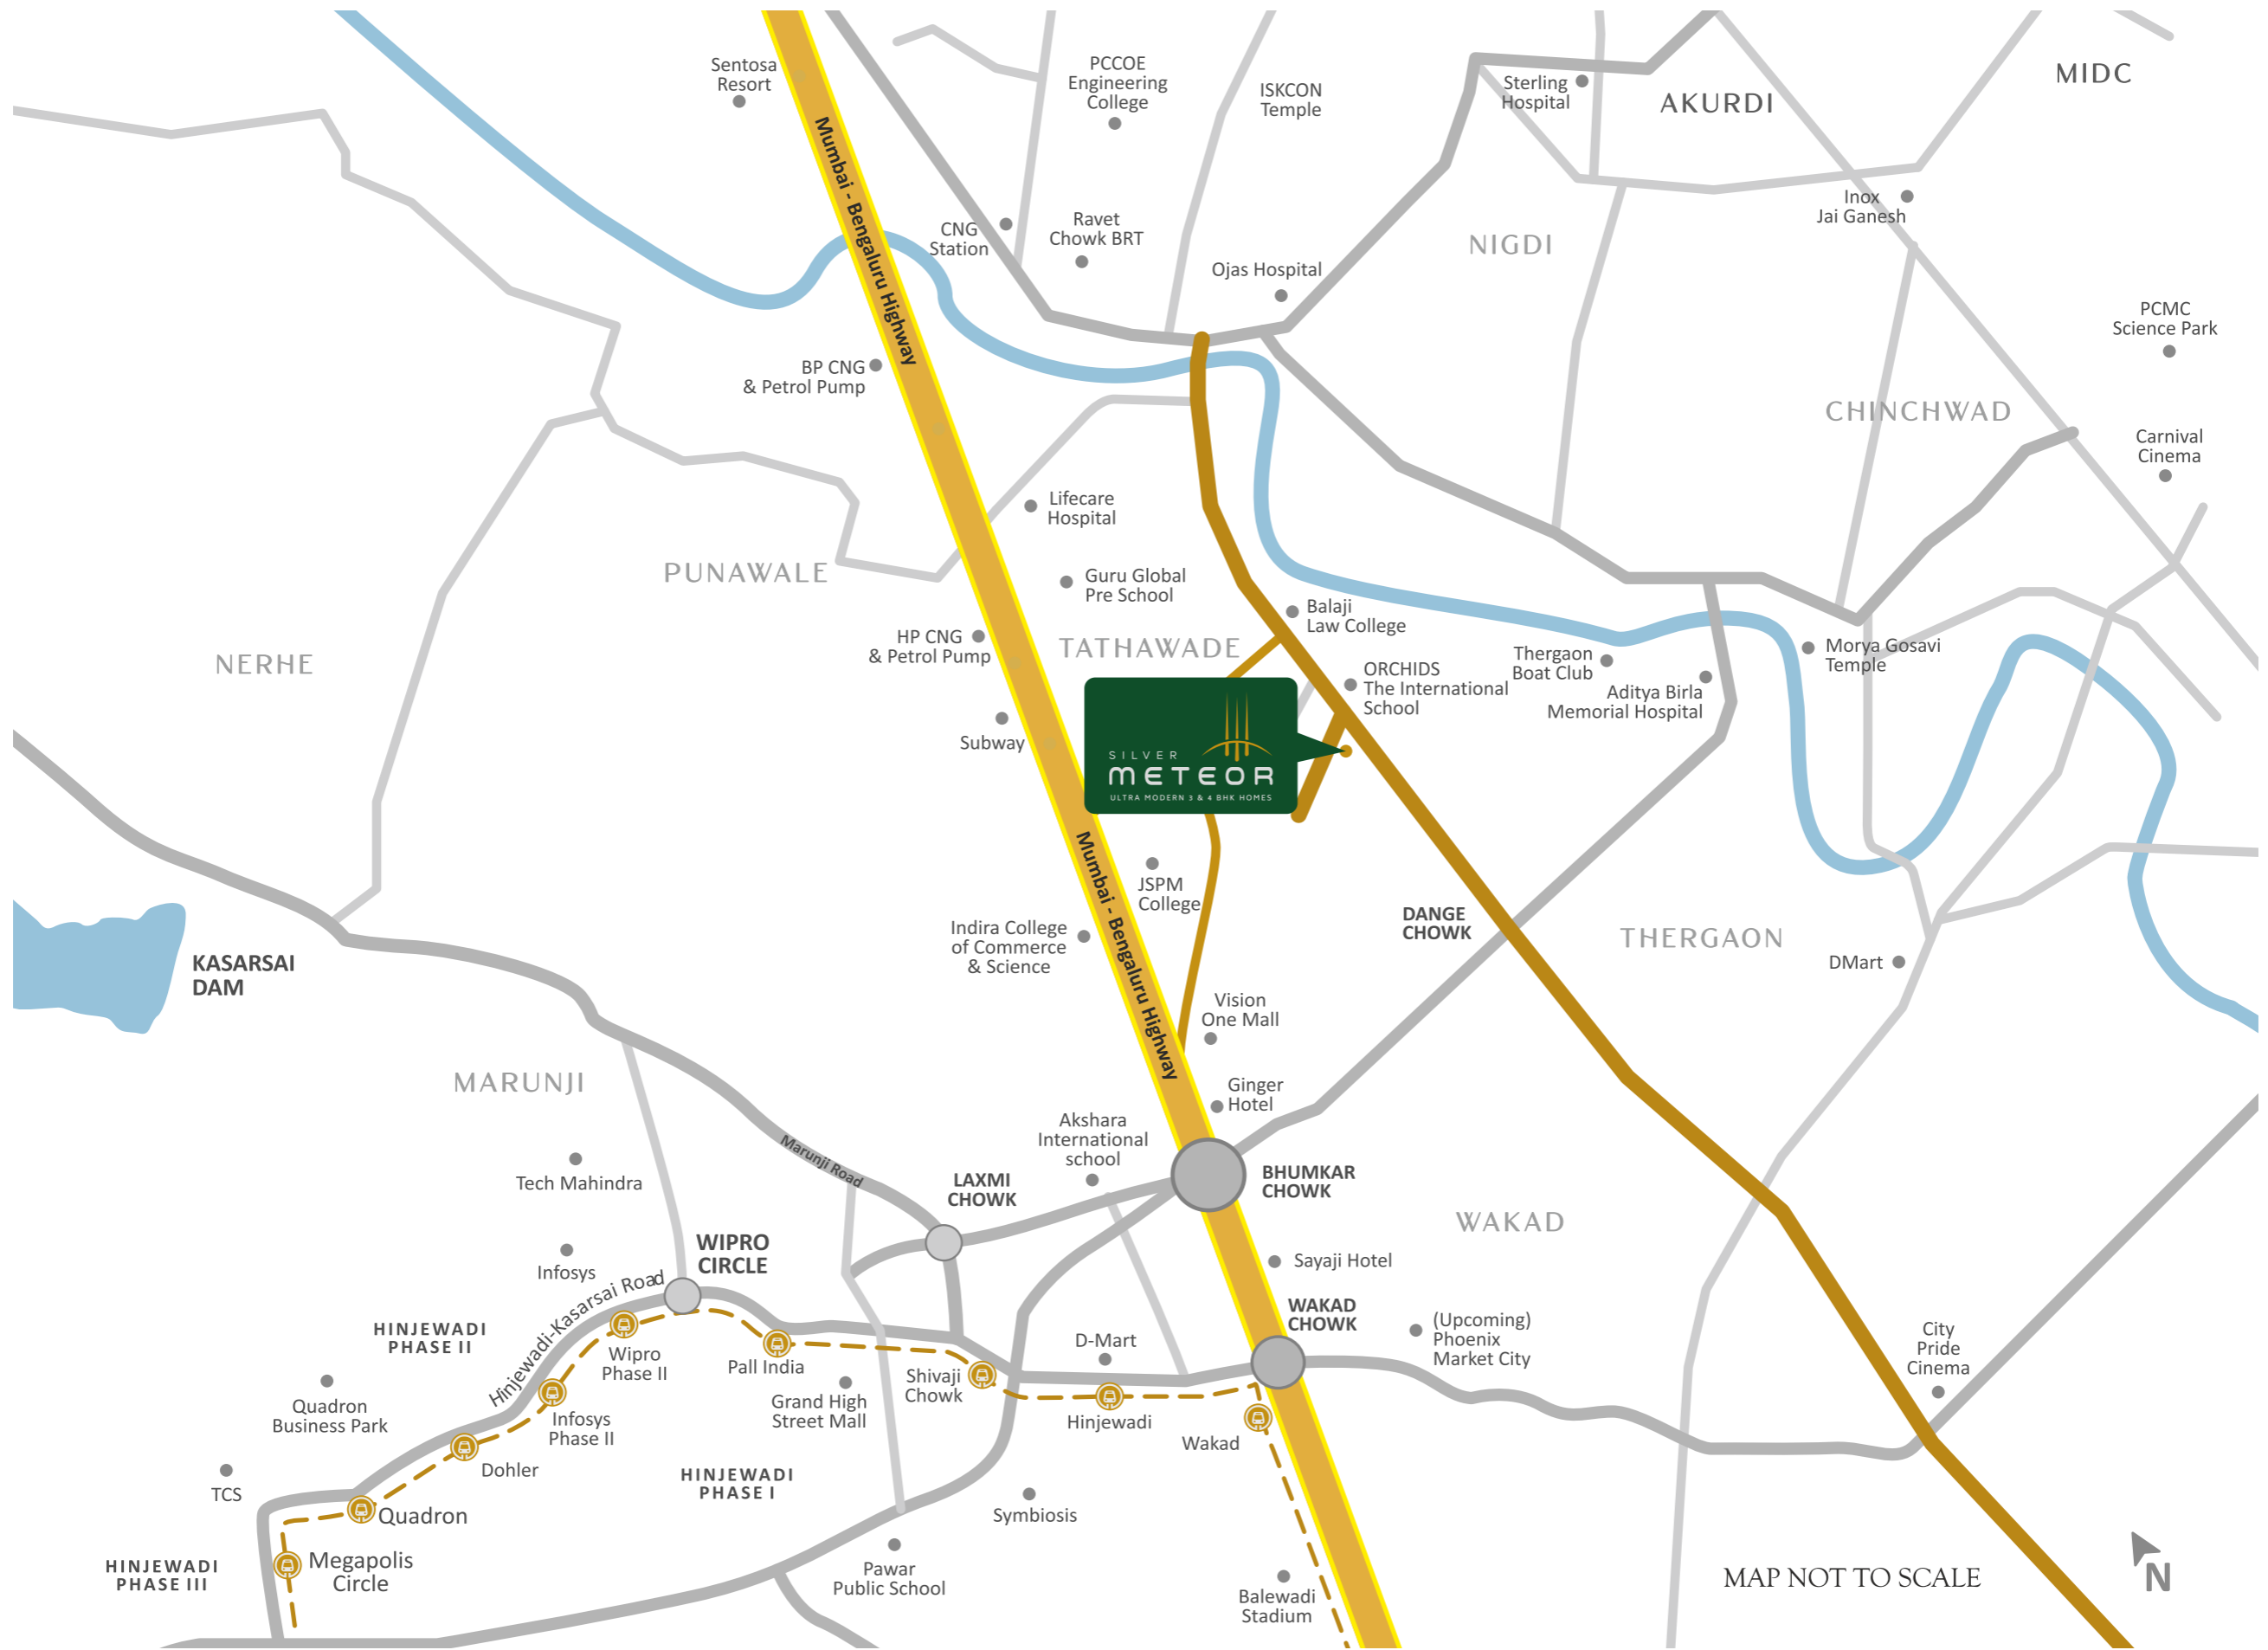 Sentosa
Resort
PCCOE
Engineering
College
ISKCON
Temple
Sterling
Hospital
AKURDI
MIDC
Mumbai - Bengaluru Highway
CNG
Station
Ravet
Chowk BRT
Ojas Hospital
NIGDI
Inox
Jai Ganesh
PCMC
Science Park
BP CNG
& Petrol Pump
CHINCHWAD
Carnival
Cinema
Lifecare
Hospital
PUNAWALE
Guru Global
Pre School
Balaji
Law College
HP CNG
& Petrol Pump
TATHAWADE
NERHE
Thergaon
Boat Club
Morya Gosavi
Temple
ORCHIDS
The International
School
Aditya Birla
Memorial Hospital
Subway
SILVER
METEOR
ULTRA MODERN 3 & 4 BHK HOMES
Mumbai - Bengaluru Highway
JSPM
College
Indira College
of Commerce
& Science
DANGE
CHOWK
THERGAON
DMart
KASARSAI
DAM
Vision
One Mall
MARUNJI
Ginger
Hotel
Akshara
International
school
Marunji Road
Tech Mahindra
LAXMI
CHOWK
BHUMKAR
CHOWK
WAKAD
WIPRO
CIRCLE
Infosys
Sayaji Hotel
Hinjewadi-Kasarsai Road
WAKAD
CHOWK
(Upcoming)
Phoenix
Market City
HINJEWADI
PHASE II
Wipro
Phase II
Pall India
Shivaji
Chowk
D-Mart
City
Pride
Cinema
Quadron
Business Park
Infosys
Phase II
Grand High
Street Mall
Hinjewadi
Wakad
Dohler
HINJEWADI
PHASE I
TCS
Quadron
Symbiosis
HINJEWADI
PHASE III
Megapolis
Circle
Pawar
Public School
Balewadi
Stadium
MAP NOT TO SCALE
N